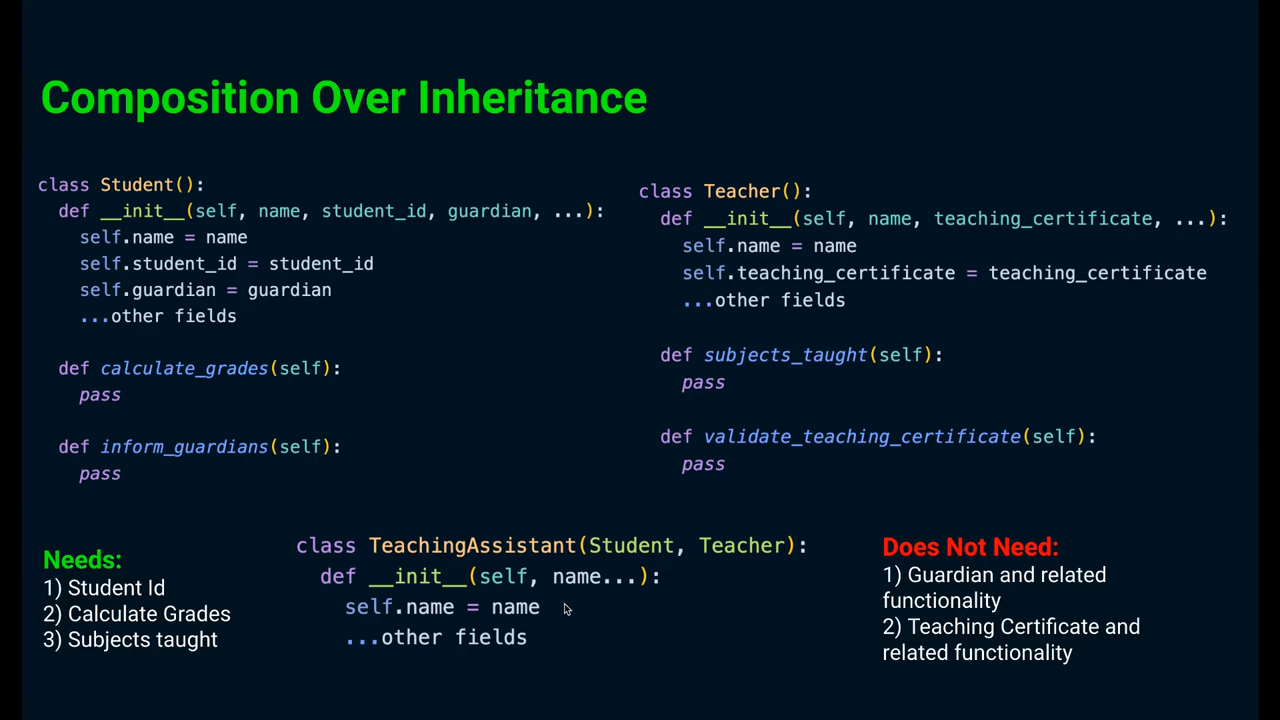 Composition Over Inheritance
class Student():
def __init__(self, name, student_id, guardian, ...):
self.name = name
self.student_id = student_id
self.guardian = guardian
...other fields
def calculate_grades(self):
pass
def inform_guardians(self):
pass
class Teacher():
def __init__(self, name, teaching_certificate, ...):
self.name = name
self.teaching_certificate = teaching_certificate
...other fields
def subjects_taught(self):
pass
def validate_teaching_certificate(self):
pass
Needs:
1) Student Id
2) Calculate Grades
3) Subjects taught
class TeachingAssistant(Student, Teacher):
def __init__(self, name...):
self.name = name
...other fields
Does Not Need:
1) Guardian and related
functionality
2) Teaching Certificate and
related functionality